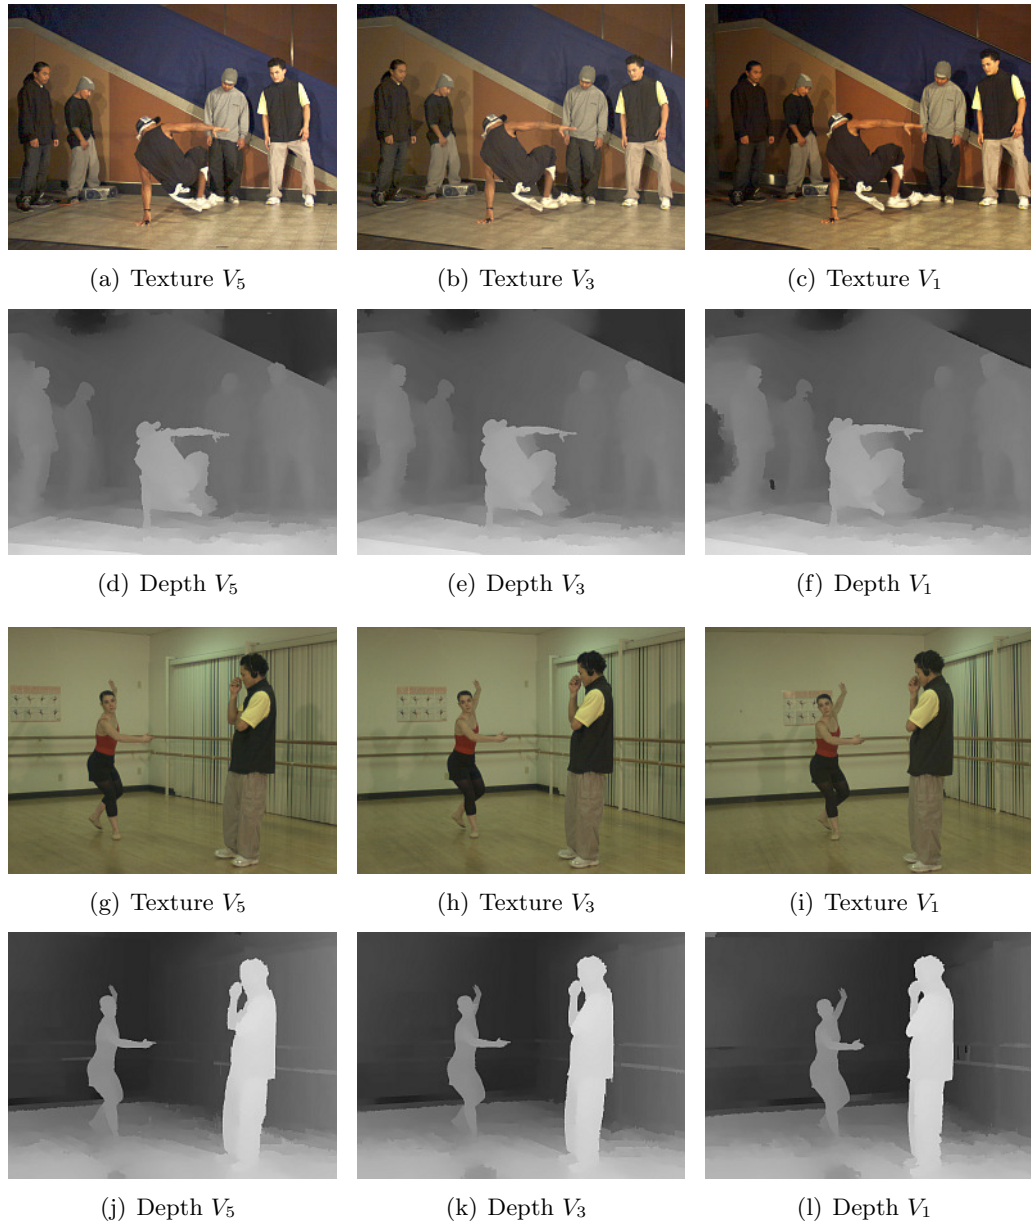 (a) Texture V5
(b) Texture V3
(c) Texture V1
(d) Depth V5
(e) Depth V3
(f) Depth V1
(g) Texture V5
(h) Texture V3
(i) Texture V1
(j) Depth V5
(k) Depth V3
(l) Depth V1